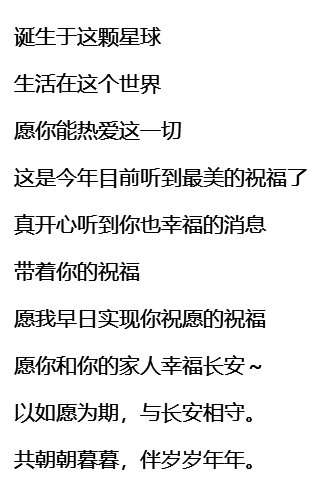 诞生于这颗星球
生活在这个世界
愿你能热爱这一切
这是今年目前听到最美的祝福了
真开心听到你也幸福的消息
带着你的祝福
愿我早日实现你祝愿的祝福
愿你和你的家人幸福长安～
以如愿为期，与长安相守。
共朝朝暮暮，伴岁岁年年。